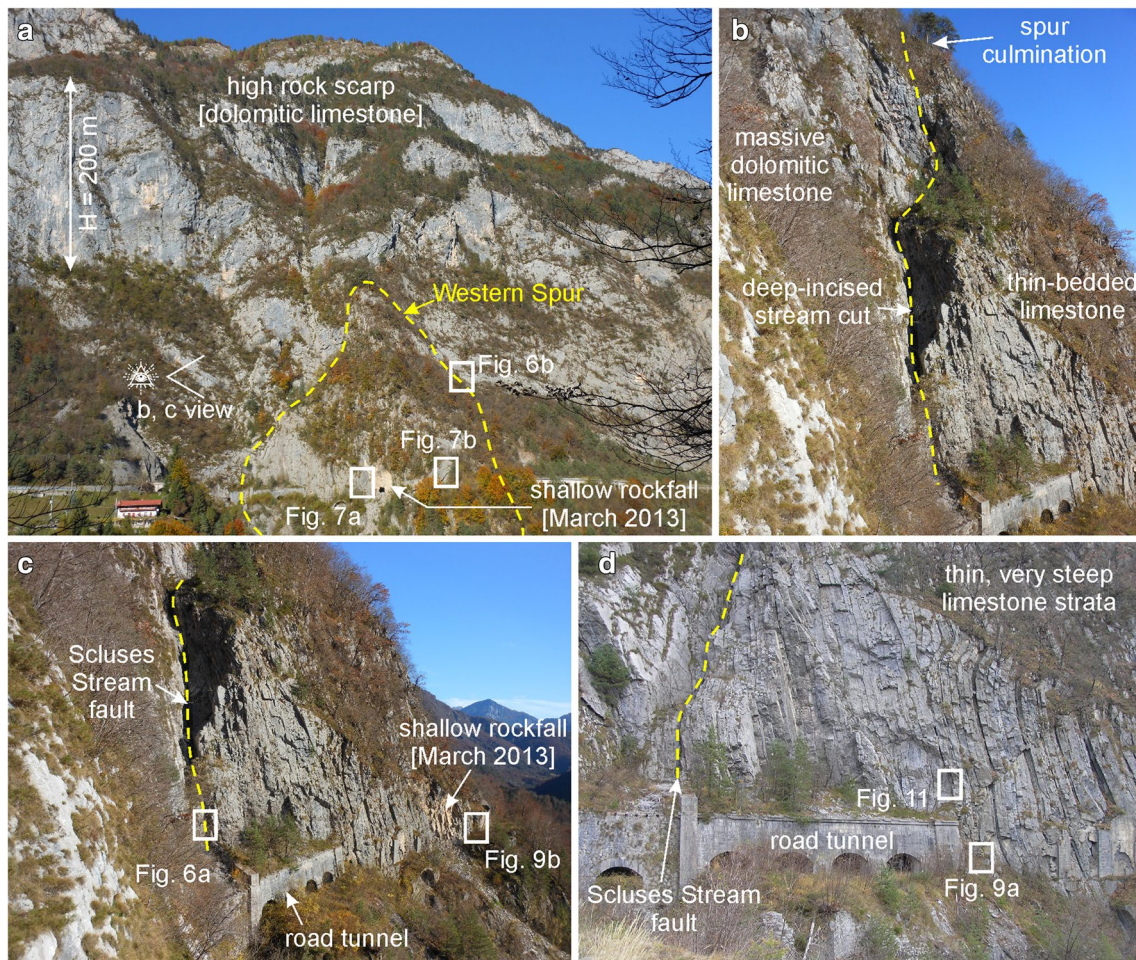 a
high rock scarp
[dolomitic limestone]
H = 200 m
Western Spur
Fig. 6b
b, c view
Fig. 7b
Fig. 7a
shallow rockfall
[March 2013]
b
spur
culmination
massive
dolomitic
limestone
deep-incised
stream cut
thin-bedded
limestone
c
Scluses
Stream
fault
shallow rockfall
[March 2013]
Fig. 6a
Fig. 9b
road tunnel
d
thin, very steep
limestone strata
Fig. 11
road tunnel
Scluses Stream
fault
Fig. 9a